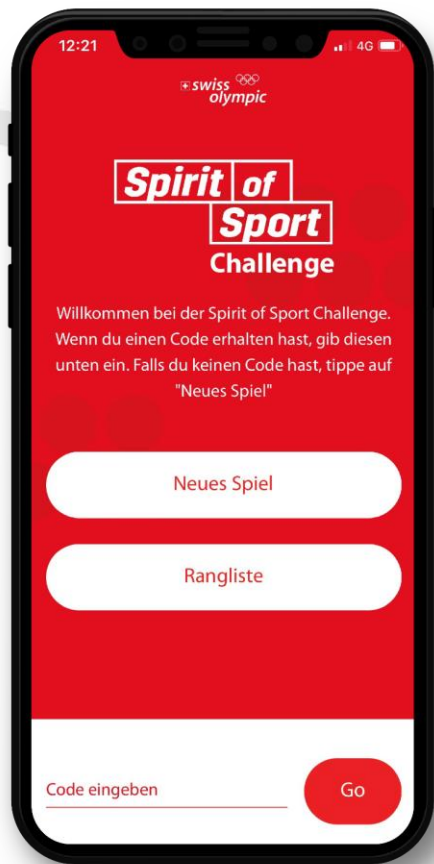 12:21
4G
swiss
olympic
Spirit of
Sport
Challenge
Willkommen bei der Spirit of Sport Challenge.
Wenn du einen Code erhalten hast, gib diesen
unten ein. Falls du keinen Code hast, tippe auf
"Neues Spiel"
Neues Spiel
Rangliste
Code eingeben
Go